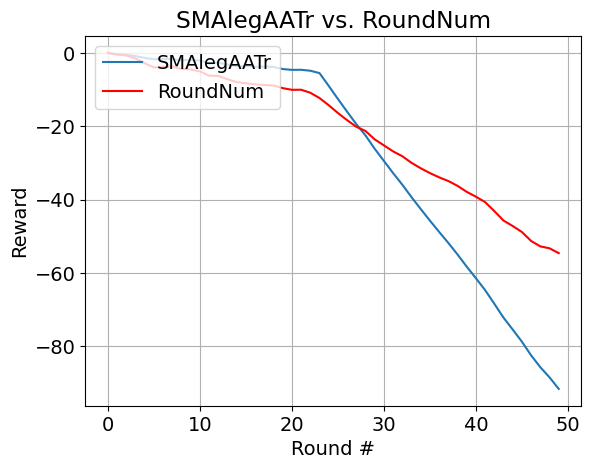 SMAlegAATr vs. RoundNum
SMAlegAATr
RoundNum
0
−20
−40
−60
−80
Reward
0 10 20 30 40 50
Round #